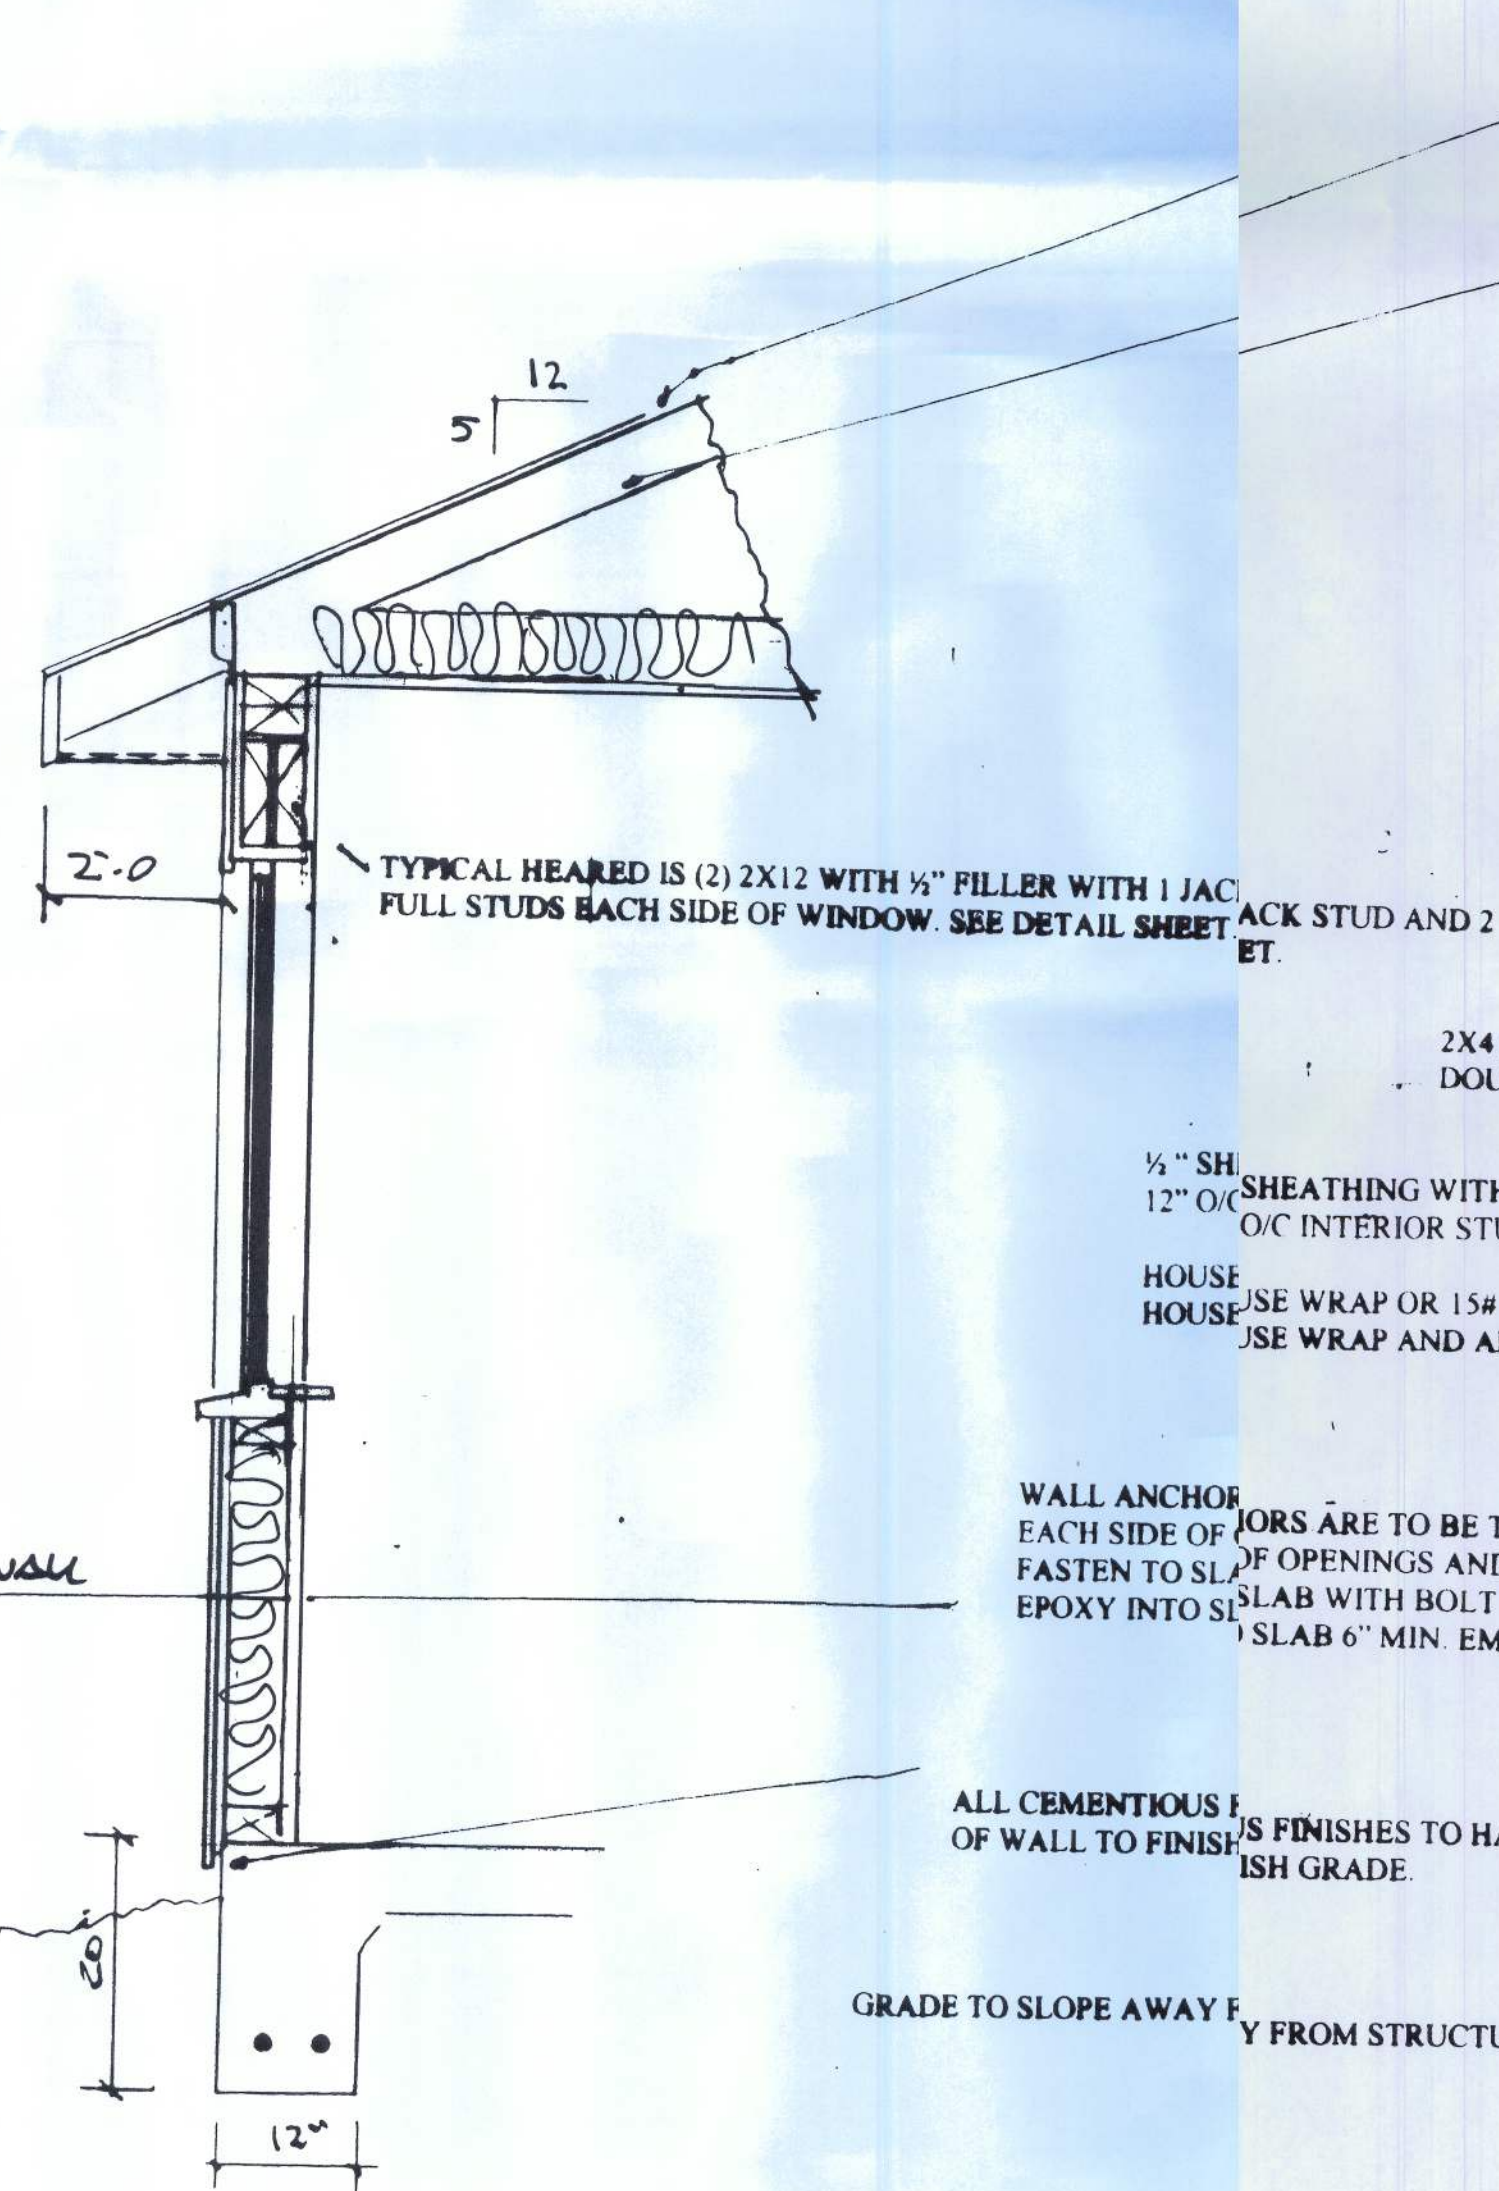 12
5
2'-0
TYPICAL HEARED IS (2) 2X12 WITH ½" FILLER WITH 1 JAC
ACK STUD AND 2
FULL STUDS EACH SIDE OF WINDOW. SEE DETAIL SHEET.
ET.
2X4
DOU
½ " SH
SHEATHING WITH
12" O/C
O/C INTERIOR STU
HOUSE
USE WRAP OR 15#
HOUSE
USE WRAP AND A
WALL ANCHOR
IORS ARE TO BE T
EACH SIDE OF
OF OPENINGS AND
FASTEN TO SLA
SLAB WITH BOLT
EPOXY INTO SL
SLAB 6" MIN. EM
WALL
ALL CEMENTIOUS F
US FINISHES TO HA
OF WALL TO FINISH
ISH GRADE.
20"
GRADE TO SLOPE AWAY F
Y FROM STRUCTU
12"